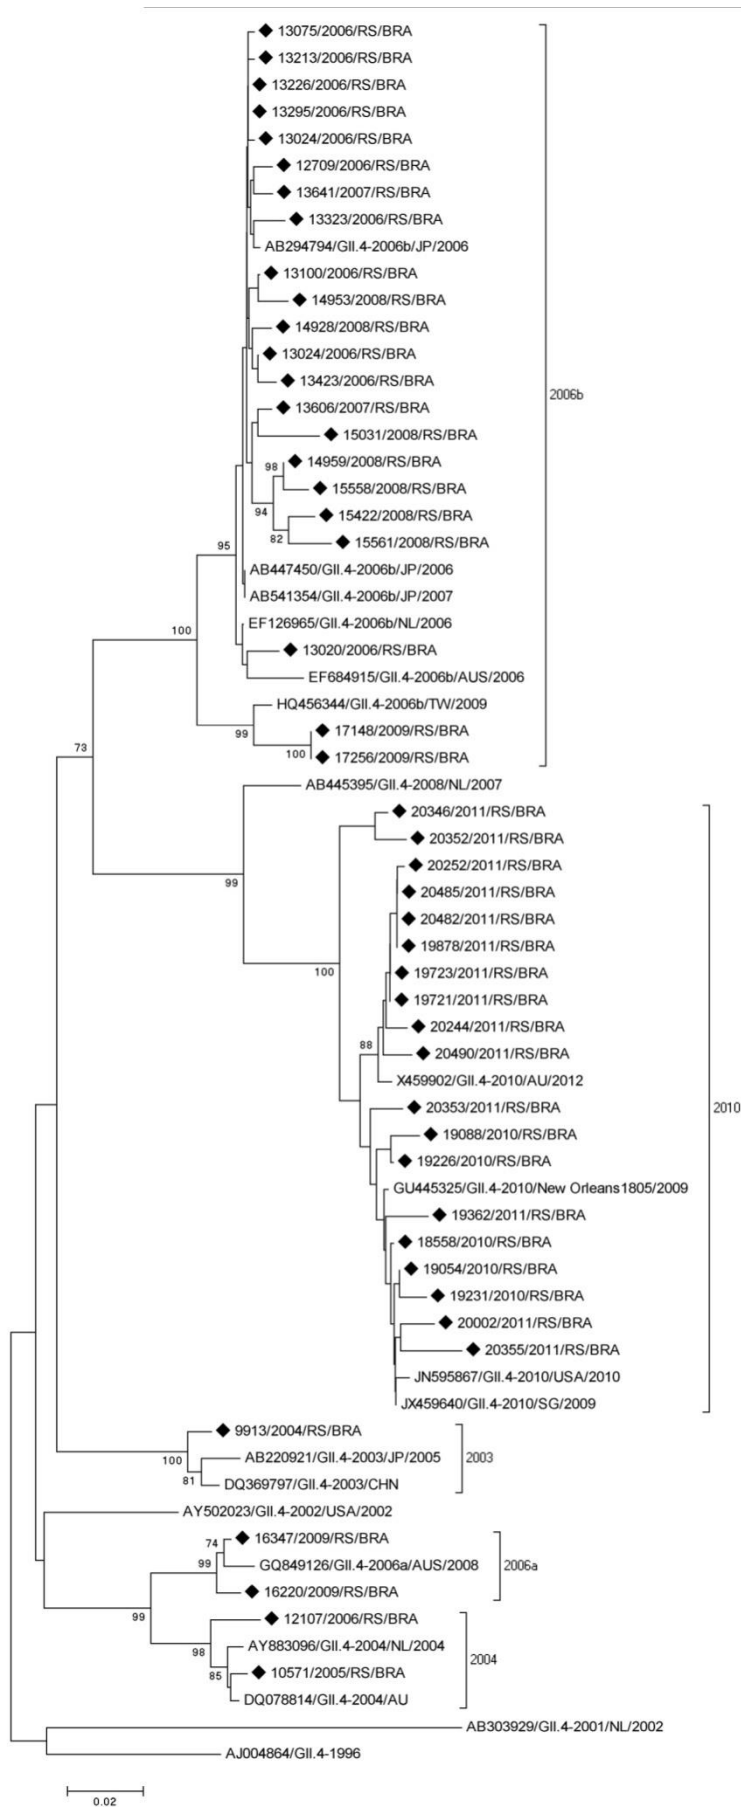 13075/2006/RS/BRA
13213/2006/RS/BRA
13226/2006/RS/BRA
13295/2006/RS/BRA
13024/2006/RS/BRA
12709/2006/RS/BRA
13641/2007/RS/BRA
13323/2006/RS/BRA
AB294794/GII.4-2006b/JP/2006
13100/2006/RS/BRA
14953/2008/RS/BRA
14928/2008/RS/BRA
13024/2006/RS/BRA
13423/2006/RS/BRA
2006b
13606/2007/RS/BRA
15031/2008/RS/BRA
98
14959/2008/RS/BRA
15558/2008/RS/BRA
94
15422/2008/RS/BRA
82
15561/2008/RS/BRA
95
AB447450/GII.4-2006b/JP/2006
AB541354/GII.4-2006b/JP/2007
EF126965/GII.4-2006b/NL/2006
100
13020/2006/RS/BRA
EF684915/GII.4-2006b/AUS/2006
HQ456344/GII.4-2006b/TW/2009
99
17148/2009/RS/BRA
100
17256/2009/RS/BRA
73
AB445395/GII.4-2008/NL/2007
20346/2011/RS/BRA
20352/2011/RS/BRA
20252/2011/RS/BRA
99
20485/2011/RS/BRA
20482/2011/RS/BRA
19878/2011/RS/BRA
100
19723/2011/RS/BRA
19721/2011/RS/BRA
20244/2011/RS/BRA
88
20490/2011/RS/BRA
X459902/GII.4-2010/AU/2012
20353/2011/RS/BRA
2010
19088/2010/RS/BRA
19226/2010/RS/BRA
GU445325/GII.4-2010/New Orleans1805/2009
19362/2011/RS/BRA
18558/2010/RS/BRA
19054/2010/RS/BRA
19231/2010/RS/BRA
20002/2011/RS/BRA
20355/2011/RS/BRA
JN595867/GII.4-2010/USA/2010
JX459640/GII.4-2010/SG/2009
9913/2004/RS/BRA
100
AB220921/GII.4-2003/JP/2005
2003
81
DQ369797/GII.4-2003/CHN
AY502023/GII.4-2002/USA/2002
74
16347/2009/RS/BRA
99
GQ849126/GII.4-2006a/AUS/2008
2006a
16220/2009/RS/BRA
99
12107/2006/RS/BRA
98
AY883096/GII.4-2004/NL/2004
2004
85
10571/2005/RS/BRA
DQ078814/GII.4-2004/AU
AB303929/GII.4-2001/NL/2002
AJ004864/GII.4-1996
0.02